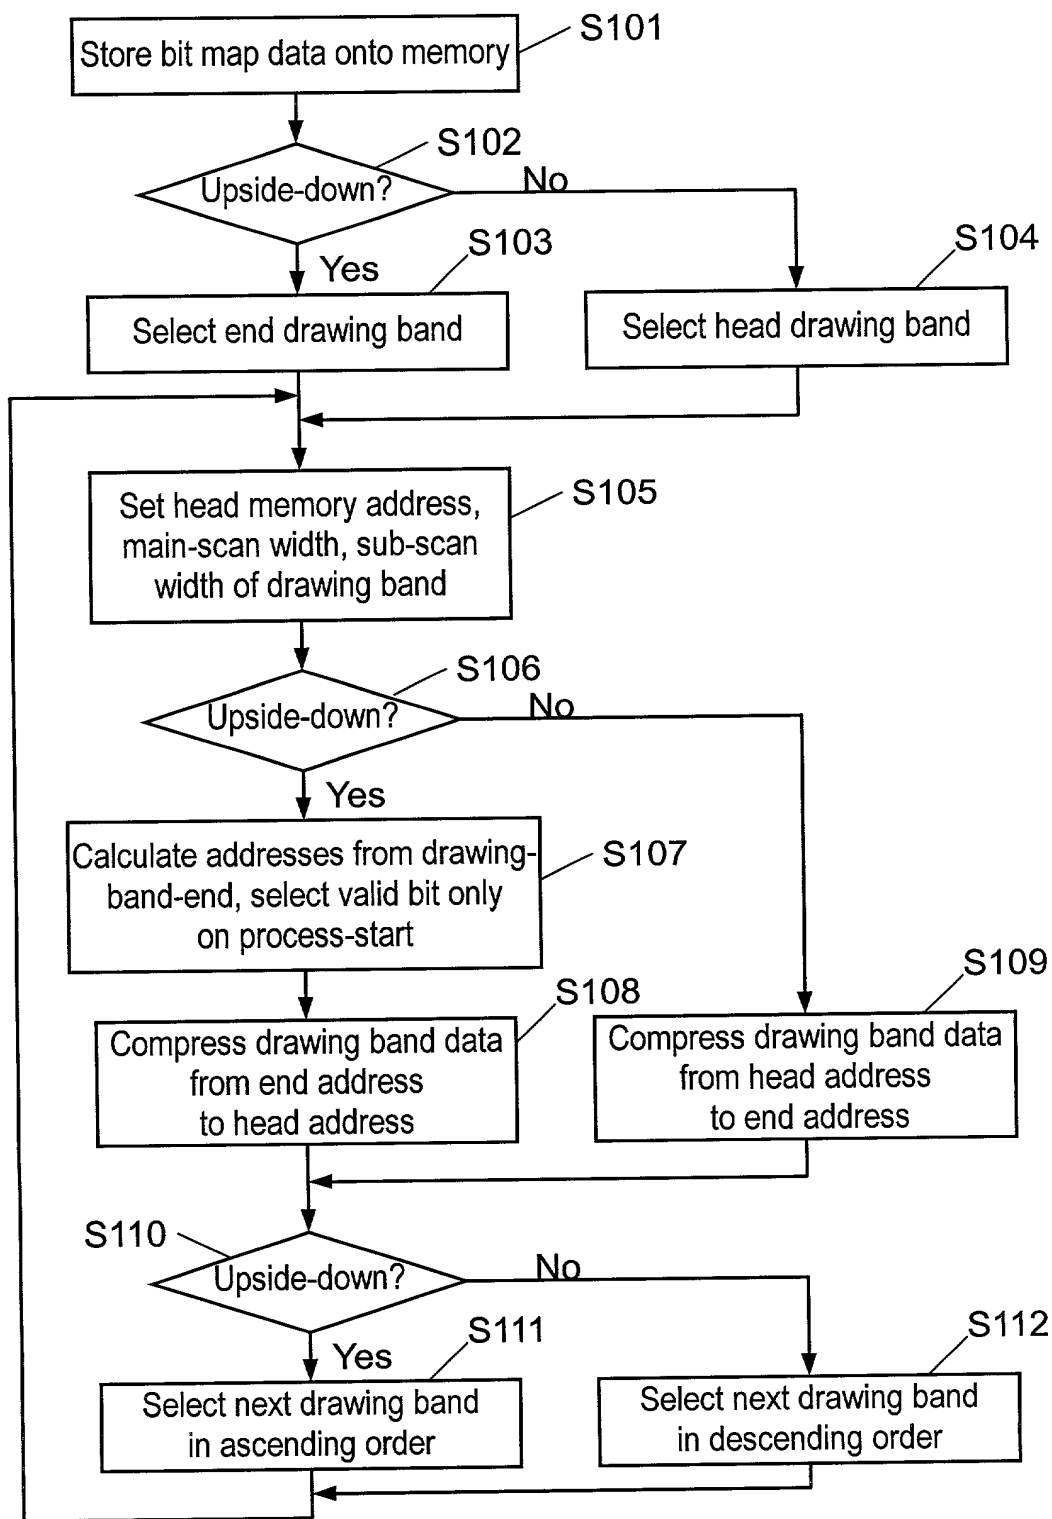 S101
Store bit map data onto memory
S102
Upside-down?
No
S103
S104
Yes
Select end drawing band
Select head drawing band
S105
Set head memory address,
main-scan width, sub-scan
width of drawing band
S106
Upside-down?
No
Yes
S107
Calculate addresses from drawing-
band-end, select valid bit only
on process-start
S108
S109
Compress drawing band data
from end address
to head address
Compress drawing band data
from head address
to end address
S110
Upside-down?
No
S111
S112
Yes
Select next drawing band
in ascending order
Select next drawing band
in descending order